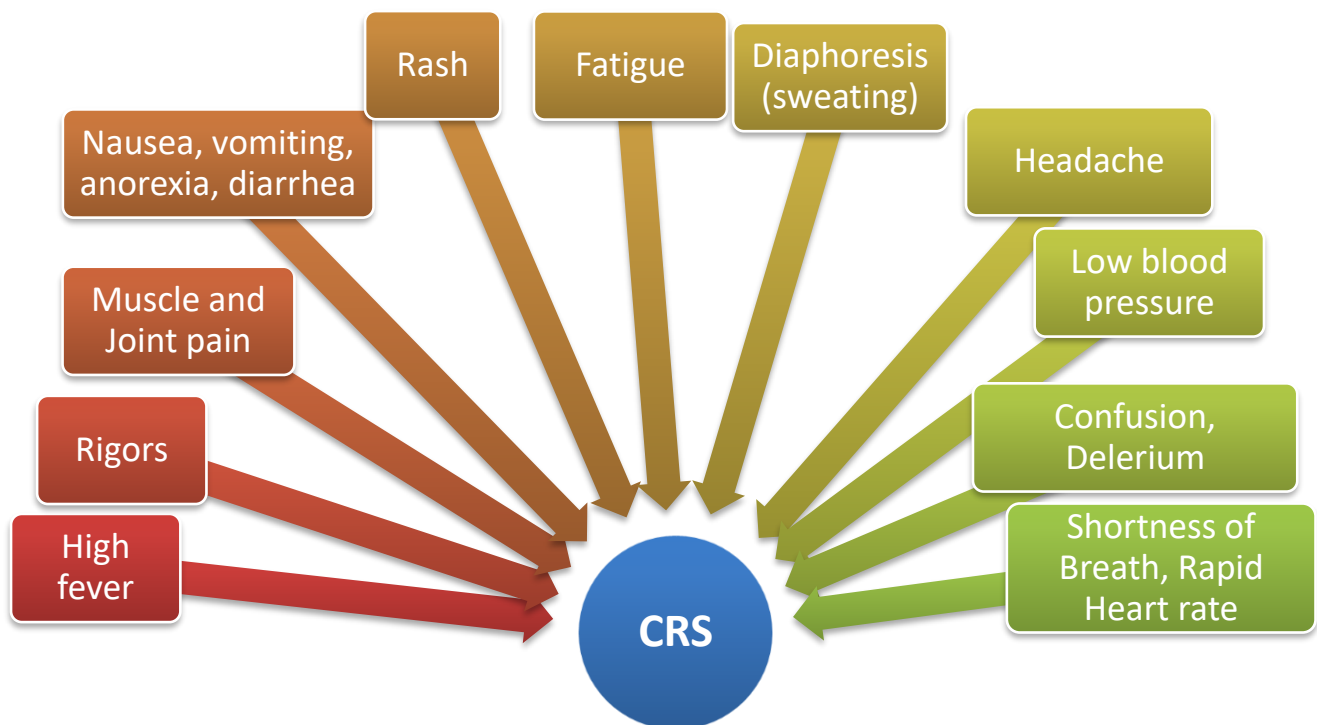 High
fever
Rigors
Muscle and
Joint pain
Nausea, vomiting,
anorexia, diarrhea
Rash
Fatigue
Diaphoresis
(sweating)
Headache
Low blood
pressure
Confusion,
Delerium
Shortness of
Breath, Rapid
Heart rate
CRS